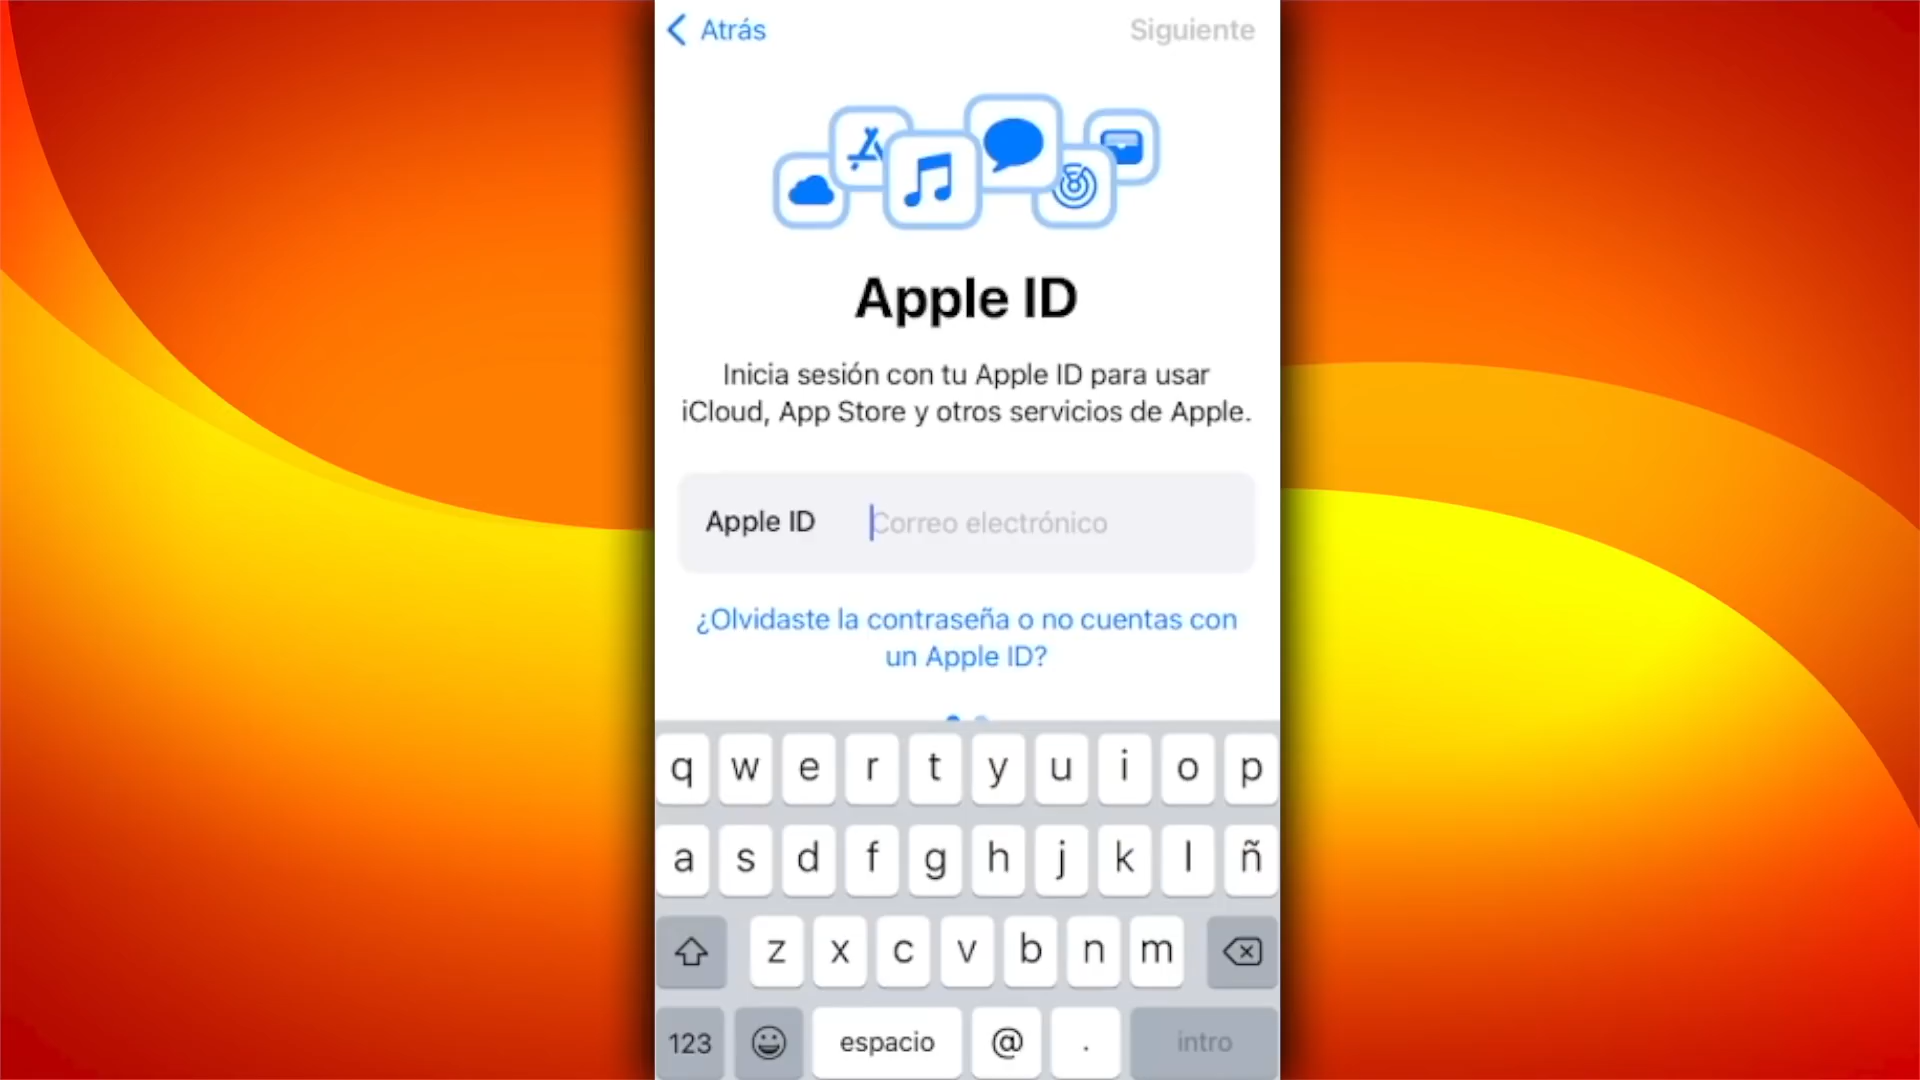 Atrás
Siguiente
Apple ID
Inicia sesión con tu Apple ID para usar
iCloud, App Store y otros servicios de Apple.
Apple ID
Correo electrónico
¿Olvidaste la contraseña o no cuentas con
un Apple ID?
q w e r t y u i o p
a s d f g h j k l ñ
z x c v b n m
123 espacio @ . intro